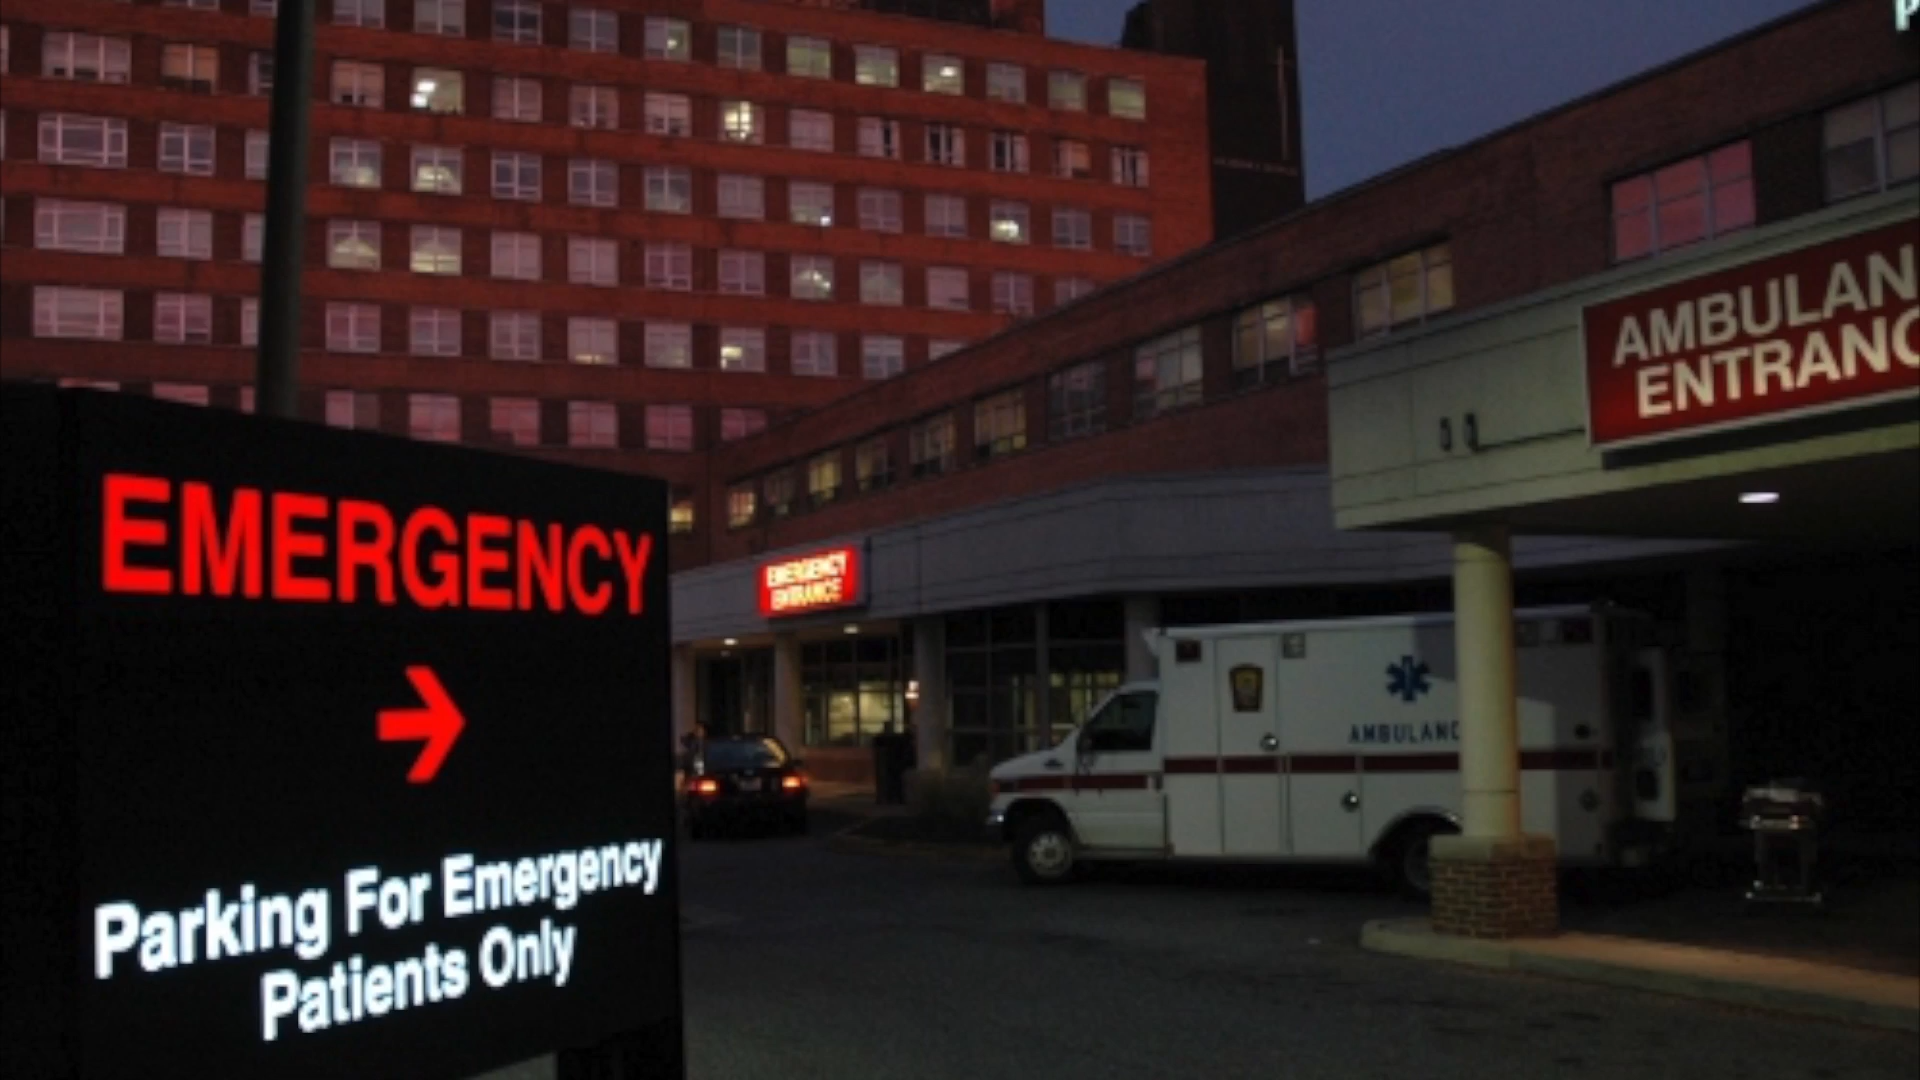 EMERGENCY
Parking For Emergency
Patients Only
EMERGENCY
ENTRANCE
AMBULAN
ENTRANC
AMBULANC
P